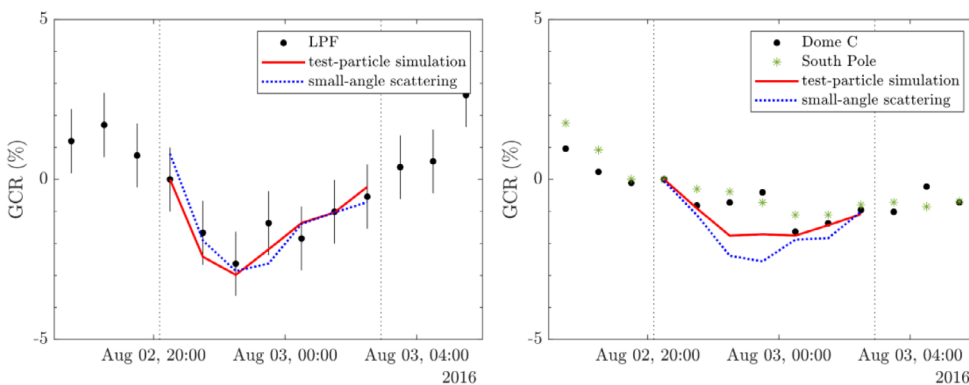 5
LPF
test-particle simulation
small-angle scattering
GCR (%)
0
-5
Aug 02, 20:00
Aug 03, 00:00
Aug 03, 04:00
2016
5
Dome C
South Pole
test-particle simulation
small-angle scattering
GCR (%)
0
-5
Aug 02, 20:00
Aug 03, 00:00
Aug 03, 04:00
2016